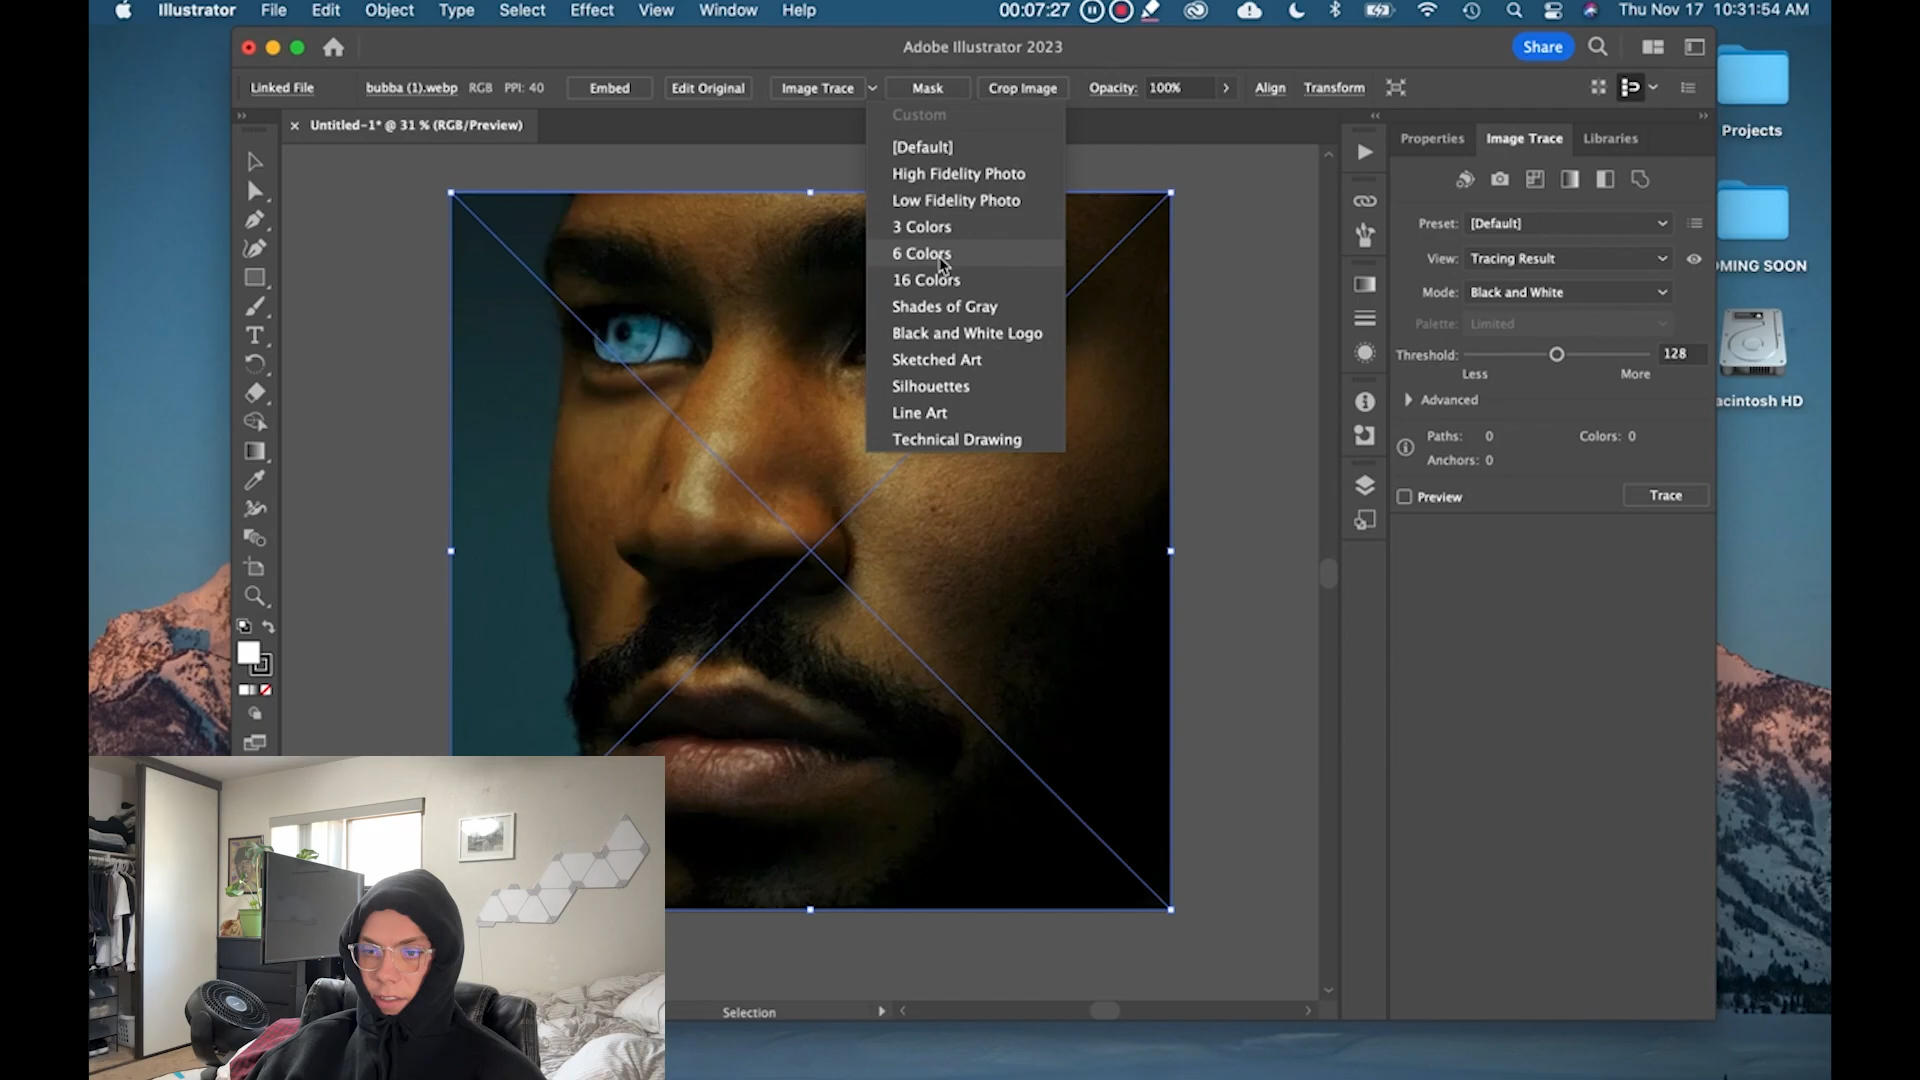 Illustrator File Edit Object Type Select Effect View Window Help 00:07:27 Thu Nov 17 10:31:54 AM
Adobe Illustrator 2023
Share
Linked File bubba (1).webp RGB PPI: 40 Embed Edit Original Image Trace Mask Crop Image Opacity: 100% Align Transform
Untitled-1* @ 31 % (RGB/Preview)
Custom
[Default]
High Fidelity Photo
Low Fidelity Photo
3 Colors
6 Colors
16 Colors
Shades of Gray
Black and White Logo
Sketched Art
Silhouettes
Line Art
Technical Drawing
Properties Image Trace Libraries
Preset: [Default]
View: Tracing Result
Mode: Black and White
Palette: Limited
Threshold: 128
Less More
Advanced
Paths: 0 Colors: 0
Anchors: 0
Preview Trace
Projects
OMING SOON
acintosh HD
Selection